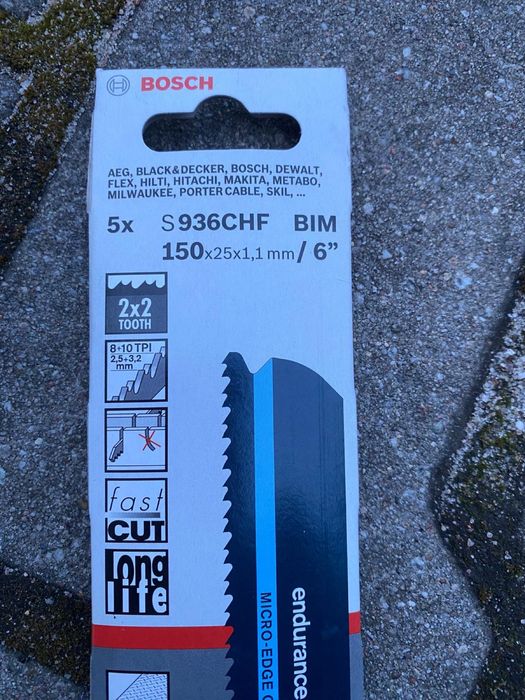 BOSCH
AEG, BLACK&DECKER, BOSCH, DEWALT,
FLEX, HILTI, HITACHI, MAKITA, METABO,
MILWAUKEE, PORTER CABLE, SKIL, ...
5x S936CHF BIM
150x25x1,1 mm / 6”
2x2
TOOTH
8+10 TPI
2,5+3,2
mm
fast
CUT
long
life
endurance
MICRO-EDGE